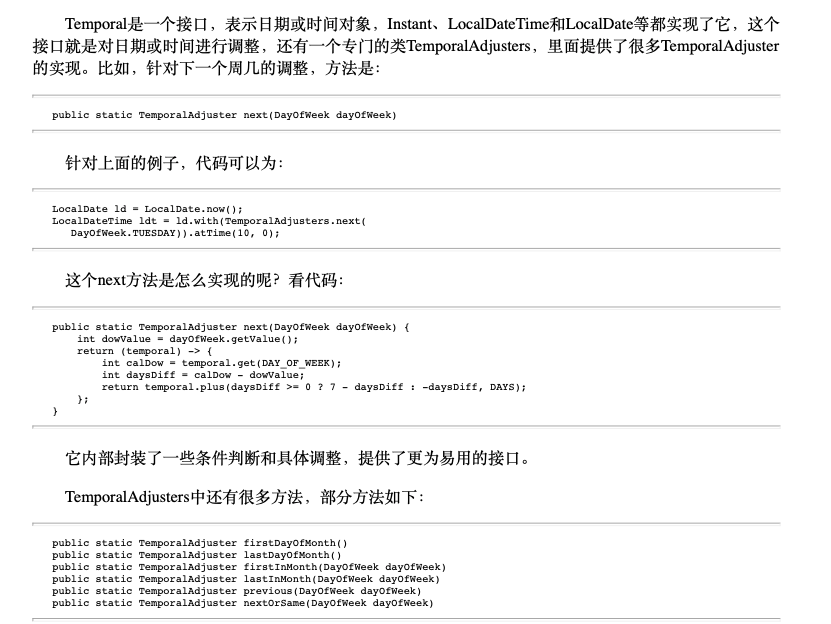 Temporal是一个接口，表示日期或时间对象，Instant、LocalDateTime和LocalDate等都实现了它，这个
接口就是对日期或时间进行调整，还有一个专门的类TemporalAdjusters，里面提供了很多TemporalAdjuster
的实现。比如，针对下一个周几的调整，方法是：
public static TemporalAdjuster next(DayOfWeek dayOfWeek)
针对上面的例子，代码可以为：
LocalDate ld = LocalDate.now();
LocalDateTime ldt = ld.with(TemporalAdjusters.next(
   DayOfWeek.TUESDAY)).atTime(10, 0);
这个next方法是怎么实现的呢？看代码：
public static TemporalAdjuster next(DayOfWeek dayOfWeek) {
    int dowValue = dayOfWeek.getValue();
    return (temporal) -> {
        int calDow = temporal.get(DAY_OF_WEEK);
        int daysDiff = calDow - dowValue;
        return temporal.plus(daysDiff >= 0 ? 7 - daysDiff : -daysDiff, DAYS);
    };
}
它内部封装了一些条件判断和具体调整，提供了更为易用的接口。
TemporalAdjusters中还有很多方法，部分方法如下：
public static TemporalAdjuster firstDayOfMonth()
public static TemporalAdjuster lastDayOfMonth()
public static TemporalAdjuster firstInMonth(DayOfWeek dayOfWeek)
public static TemporalAdjuster lastInMonth(DayOfWeek dayOfWeek)
public static TemporalAdjuster previous(DayOfWeek dayOfWeek)
public static TemporalAdjuster nextOrSame(DayOfWeek dayOfWeek)